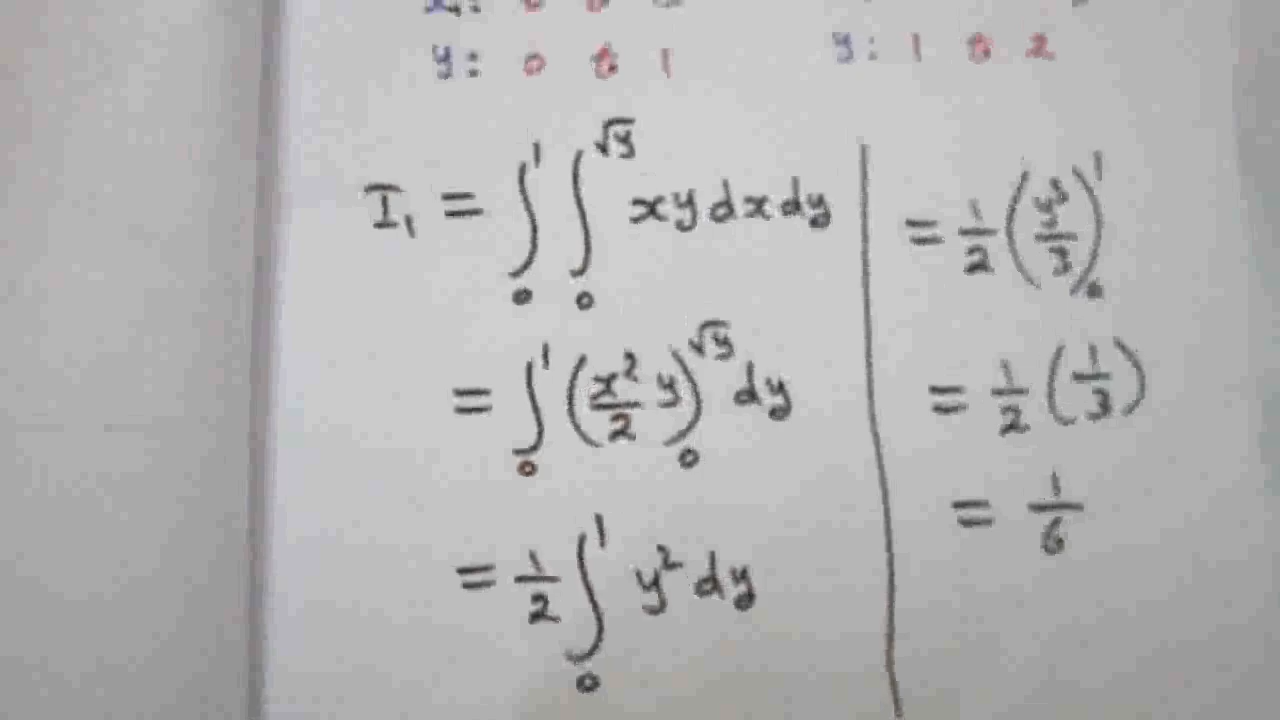 y: 0 to 1
y: 1 to 2
I₁ = ∫₀¹ ∫₀^√y xy dx dy
= ∫₀¹ (x²/2 y)₀^√y dy
= 1/2 ∫₀¹ y² dy
= 1/2 (y³/3)₀¹
= 1/2 (1/3)
= 1/6